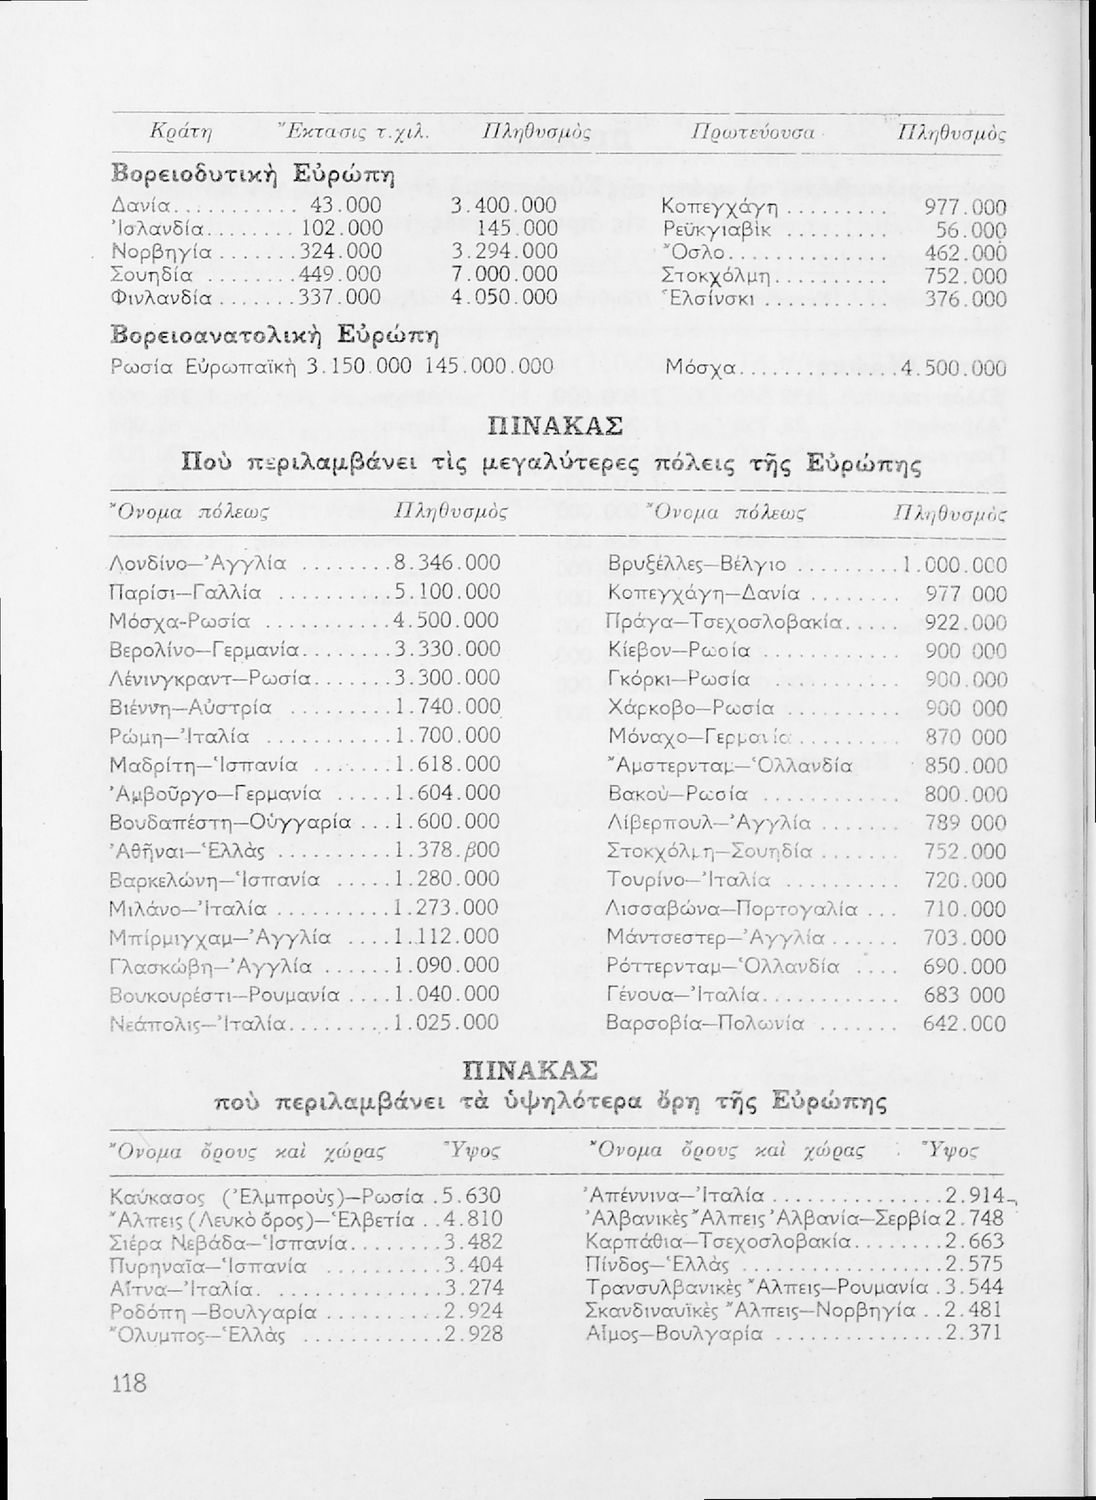 Κράτη Ἔκτασις τ.χιλ. Πληθυσμὸς Πρωτεύουσα Πληθυσμὸς
Βορειοδυτικὴ Εὐρώπη
Δανία........... 43.000 3.400.000 Κοπεγχάγη......... 977.000
Ἰσλανδία........ 102.000 145.000 Ρεϋκγιαβὶκ ......... 56.000
Νορβηγία.......324.000 3.294.000 Ὄσλο.............. 462.000
Σουηδία ........449.000 7.000.000 Στοκχόλμη.......... 752.000
Φινλανδία.......337.000 4.050.000 Ἑλσίνσκι........... 376.000
Βορειοανατολικὴ Εὐρώπη
Ρωσία Εὐρωπαϊκὴ 3.150.000 145.000.000 Μόσχα..............4.500.000
ΠΙΝΑΚΑΣ
Ποὺ περιλαμβάνει τὶς μεγαλύτερες πόλεις τῆς Εὐρώπης
Ὄνομα πόλεως Πληθυσμὸς Ὄνομα πόλεως Πληθυσμὸς
Λονδίνο—Ἀγγλία ........8.346.000 Βρυξέλλες—Βέλγιο .........1.000.000
Παρίσι—Γαλλία ..........5.100.000 Κοπεγχάγη—Δανία ........ 977 000
Μόσχα-Ρωσία ...........4.500.000 Πράγα—Τσεχοσλοβακία..... 922.000
Βερολίνο—Γερμανία........3.330.000 Κίεβον—Ρωσία ............ 900 000
Λένινγκραντ—Ρωσία.......3.300.000 Γκόρκι—Ρωσία ........... 900.000
Βιέννη—Αὐστρία .........1.740.000 Χάρκοβο—Ρωσία .......... 900 000
Ρώμη—Ἰταλία ...........1.700.000 Μόναχο—Γερμανία......... 870 000
Μαδρίτη—Ἱσπανία .......1.618.000 Ἄμστερνταμ—Ὁλλανδία 850.000
Ἁμβοῦργο—Γερμανία .....1.604.000 Βακοὺ—Ρωσία ............ 800.000
Βουδαπέστη—Οὑγγαρία ...1.600.000 Λίβερπουλ—Ἀγγλία ....... 789 000
Ἀθῆναι—Ἑλλὰς ..........1.378.β00 Στοκχόλμη—Σουηδία ....... 752.000
Βαρκελώνη—Ἱσπανία .....1.280.000 Τουρίνο—Ἰταλία .......... 720.000
Μιλάνο—Ἰταλία ..........1.273.000 Λισσαβώνα—Πορτογαλία ... 710.000
Μπίρμιγχαμ—Ἀγγλία ....1.112.000 Μάντσεστερ—Ἀγγλία...... 703.000
Γλασκώβη—Ἀγγλία ......1.090.000 Ρόττερνταμ—Ὁλλανδία .... 690.000
Βουκουρέστι—Ρουμανία ....1.040.000 Γένουα—Ἰταλία............ 683 000
Νεάπολις—Ἰταλία.........1.025.000 Βαρσοβία—Πολωνία ....... 642.000
ΠΙΝΑΚΑΣ
ποὺ περιλαμβάνει τὰ ὑψηλότερα ὄρη τῆς Εὐρώπης
Ὄνομα ὄρους καὶ χώρας Ὕψος Ὄνομα ὄρους καὶ χώρας Ὕψος
Καύκασος (Ἐλμπροὺς)—Ρωσία .5.630 Ἀπέννινα—Ἰταλία..............2.914
Ἄλπεις (Λευκὸ ὄρος)—Ἑλβετία ..4.810 Ἀλβανικὲς Ἄλπεις Ἀλβανία—Σερβία 2.748
Σιέρα Νεβάδα—Ἱσπανία........3.482 Καρπάθια—Τσεχοσλοβακία........2.663
Πυρηναῖα—Ἱσπανία ..........3.404 Πίνδος—Ἑλλὰς .................2.575
Αἴτνα—Ἰταλία. ..............3.274 Τρανσυλβανικὲς Ἄλπεις—Ρουμανία .3.544
Ροδόπη—Βουλγαρία..........2.924 Σκανδιναυϊκὲς Ἄλπεις—Νορβηγία ..2.481
Ὄλυμπος—Ἑλλὰς ............2.928 Αἷμος—Βουλγαρία ..............2.371
118